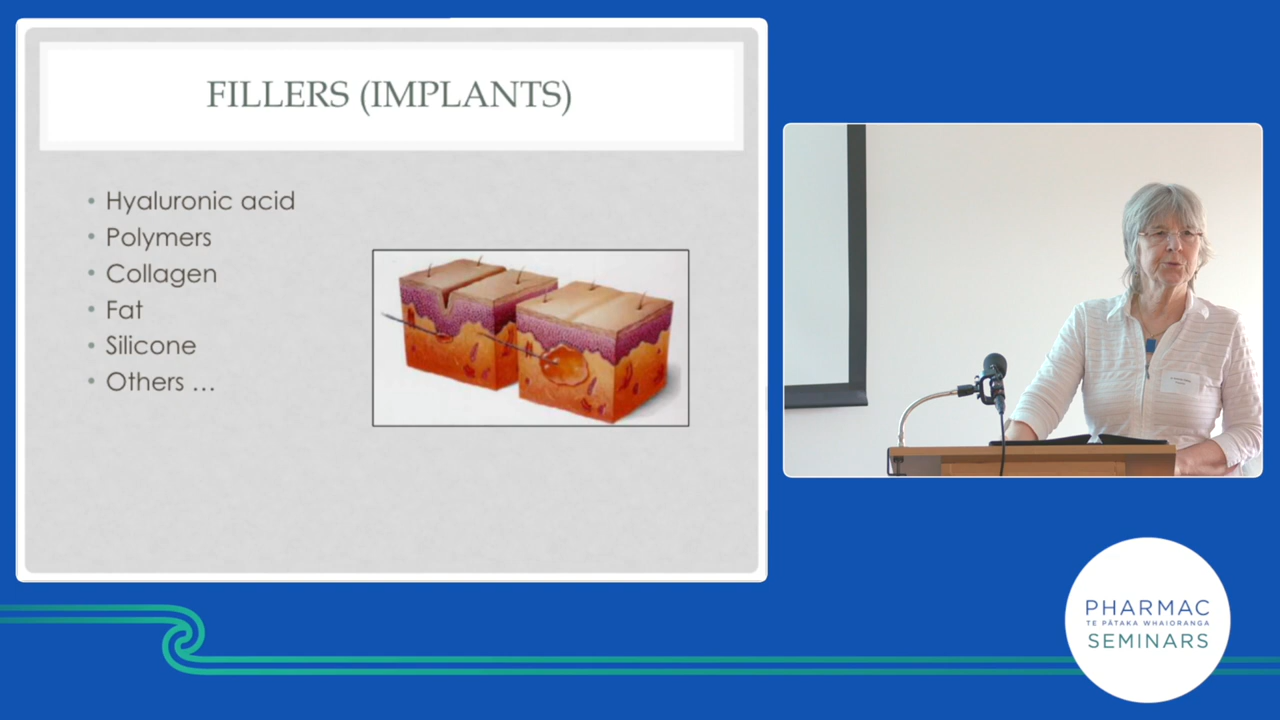 FILLERS (IMPLANTS)
• Hyaluronic acid
• Polymers
• Collagen
• Fat
• Silicone
• Others ...
PHARMAC
TE PĀTAKA WHAIORANGA
SEMINARS